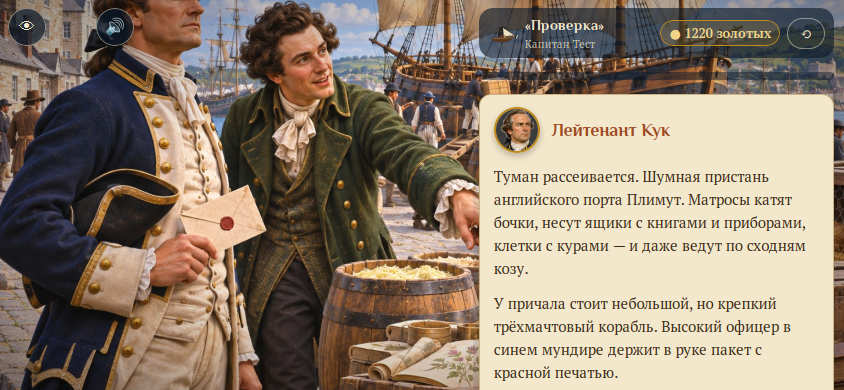 «Проверка»
Капитан Тест
1220 золотых
Лейтенант Кук
Туман рассеивается. Шумная пристань
английского порта Плимут. Матросы катят
бочки, несут ящики с книгами и приборами,
клетки с курами — и даже ведут по сходням
козу.
У причала стоит небольшой, но крепкий
трёхмачтовый корабль. Высокий офицер в
синем мундире держит в руке пакет с
красной печатью.